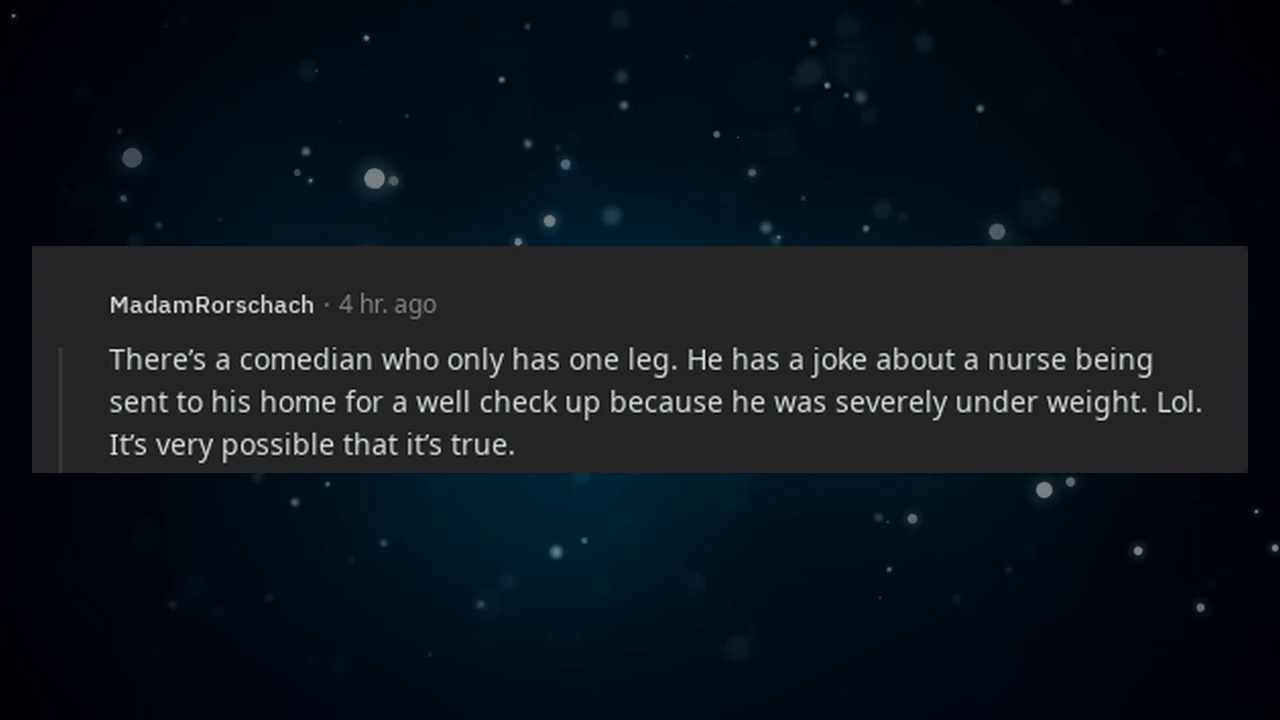 MadamRorschach · 4 hr. ago
There’s a comedian who only has one leg. He has a joke about a nurse being
sent to his home for a well check up because he was severely under weight. Lol.
It’s very possible that it’s true.